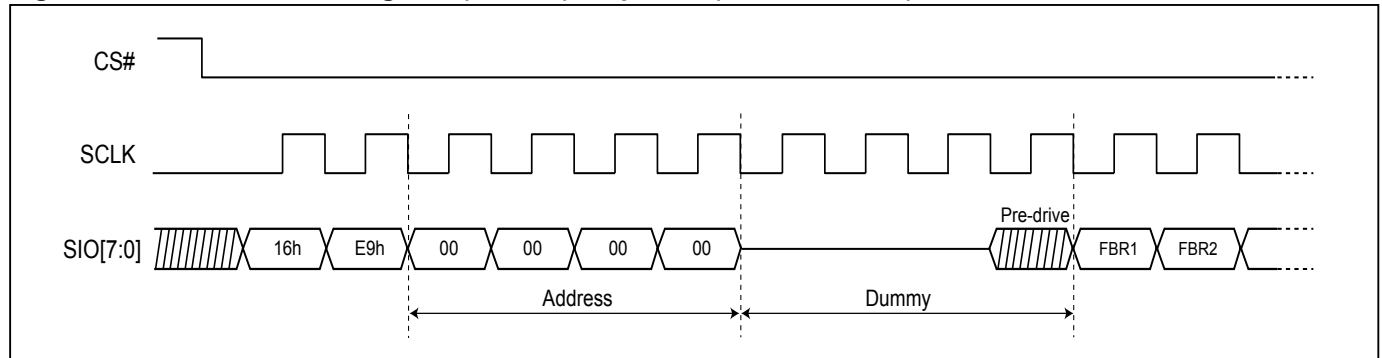 CS#
SCLK
Pre-drive
SIO[7:0] 16h E9h 00 00 00 00 FBR1 FBR2
Address Dummy